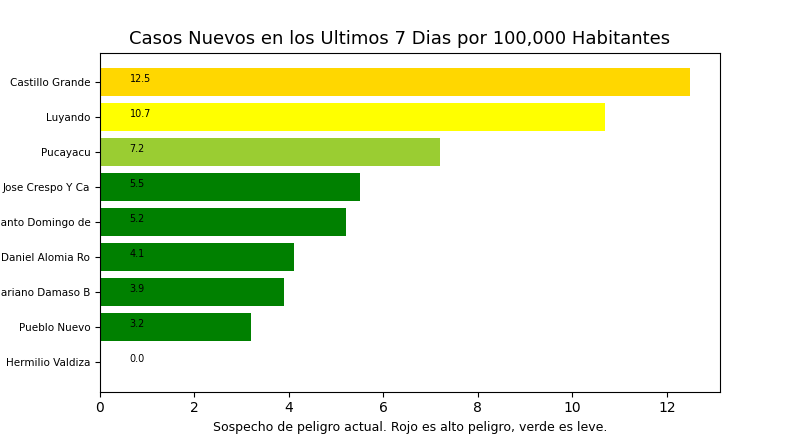 Casos Nuevos en los Ultimos 7 Dias por 100,000 Habitantes
Castillo Grande 12.5
Luyando 10.7
Pucayacu 7.2
Jose Crespo Y Ca 5.5
anto Domingo de 5.2
Daniel Alomia Ro 4.1
ariano Damaso B 3.9
Pueblo Nuevo 3.2
Hermilio Valdiza 0.0
0 2 4 6 8 10 12
Sospecho de peligro actual. Rojo es alto peligro, verde es leve.